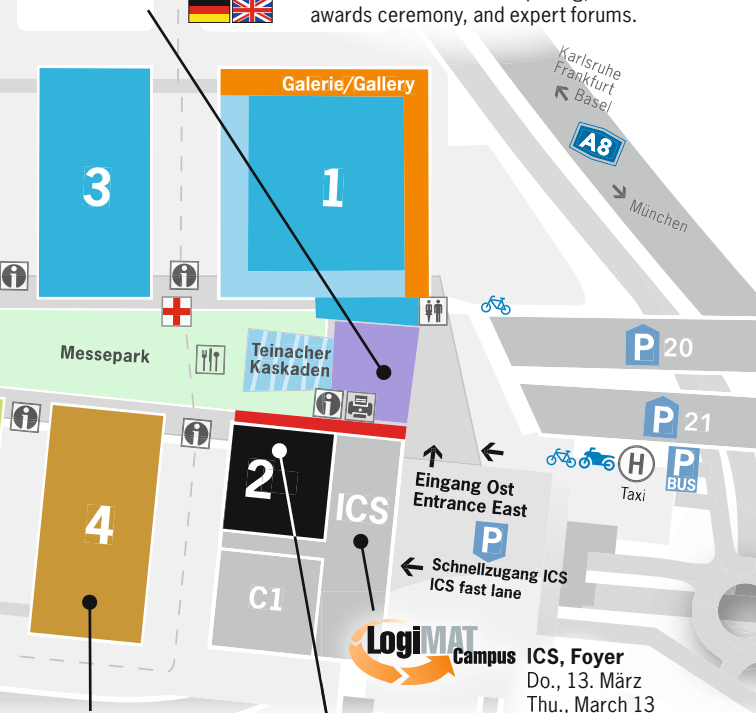 awards ceremony, and expert forums.
Karlsruhe
Frankfurt
Basel
A8
München
Galerie/Gallery
3
1
Messepark
Teinacher
Kaskaden
P 20
P 21
H
Taxi
P
BUS
2
ICS
4
C1
Eingang Ost
Entrance East
P
Schnellzugang ICS
ICS fast lane
LogiMAT
Campus
ICS, Foyer
Do., 13. März
Thu., March 13